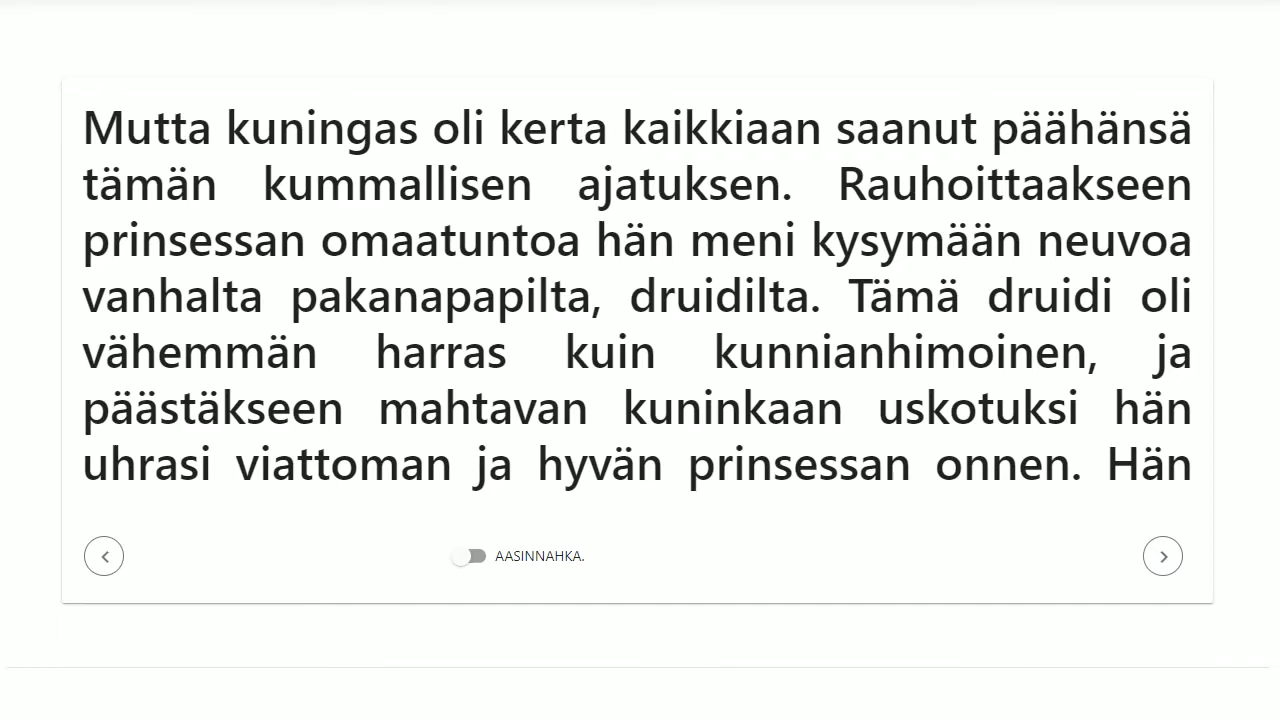 Mutta kuningas oli kerta kaikkiaan saanut päähänsä
tämän kummallisen ajatuksen. Rauhoittaakseen
prinsessan omaatuntoa hän meni kysymään neuvoa
vanhalta pakanapapilta, druidilta. Tämä druidi oli
vähemmän harras kuin kunnianhimoinen, ja
päästäkseen mahtavan kuninkaan uskotuksi hän
uhrasi viattoman ja hyvän prinsessan onnen. Hän
AASINNAHKA.